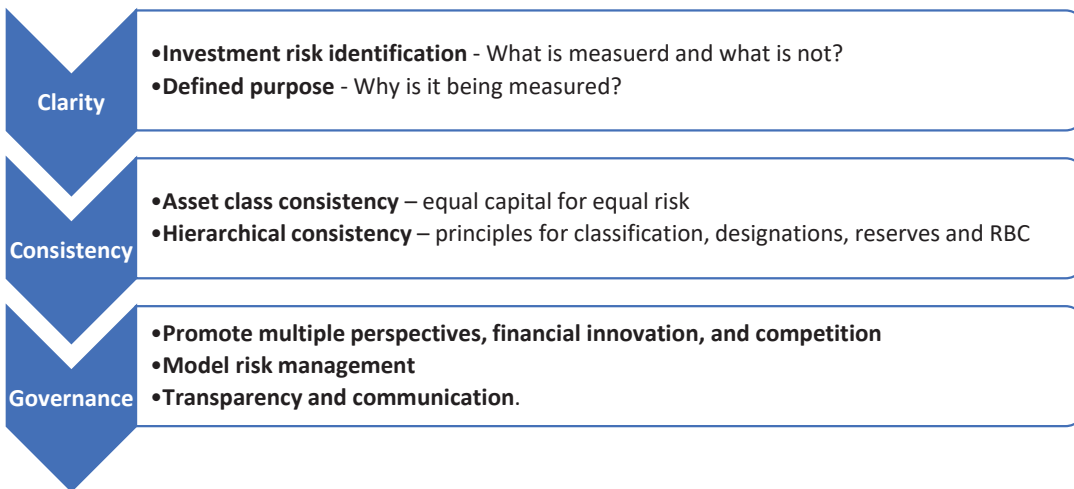 Clarity
•Investment risk identification - What is measuerd and what is not?
•Defined purpose - Why is it being measured?
Consistency
•Asset class consistency – equal capital for equal risk
•Hierarchical consistency – principles for classification, designations, reserves and RBC
Governance
•Promote multiple perspectives, financial innovation, and competition
•Model risk management
•Transparency and communication.